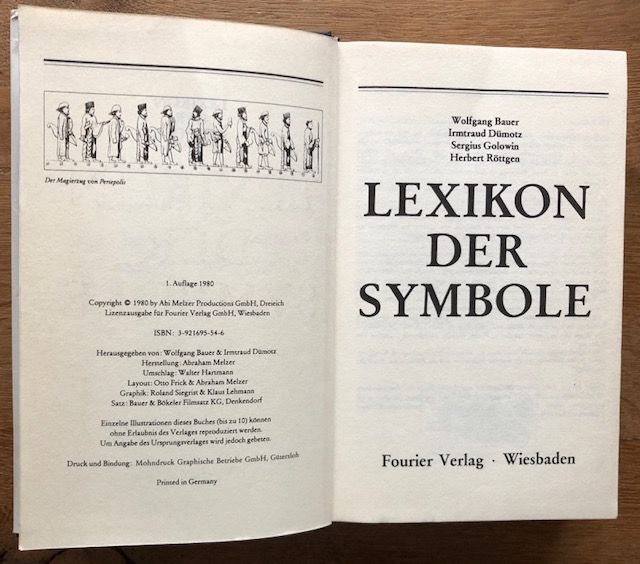 Der Magierzug von Persepolis
1. Auflage 1980
Copyright © 1980 by Abi Melzer Productions GmbH, Dreieich
Lizenzausgabe für Fourier Verlag GmbH, Wiesbaden
ISBN: 3-921695-54-6
Herausgegeben von: Wolfgang Bauer & Irmtraud Dümotz
Herstellung: Abraham Melzer
Umschlag: Walter Hartmann
Layout: Otto Frick & Abraham Melzer
Graphik: Roland Siegrist & Klaus Lehmann
Satz: Bauer & Bökeler Filmsatz KG, Denkendorf
Einzelne Illustrationen dieses Buches (bis zu 10) können
ohne Erlaubnis des Verlages reproduziert werden.
Um Angabe des Ursprungsverlages wird jedoch gebeten.
Druck und Bindung: Mohndruck Graphische Betriebe GmbH, Gütersloh
Printed in Germany
Wolfgang Bauer
Irmtraud Dümotz
Sergius Golowin
Herbert Röttgen
LEXIKON
DER
SYMBOLE
Fourier Verlag · Wiesbaden